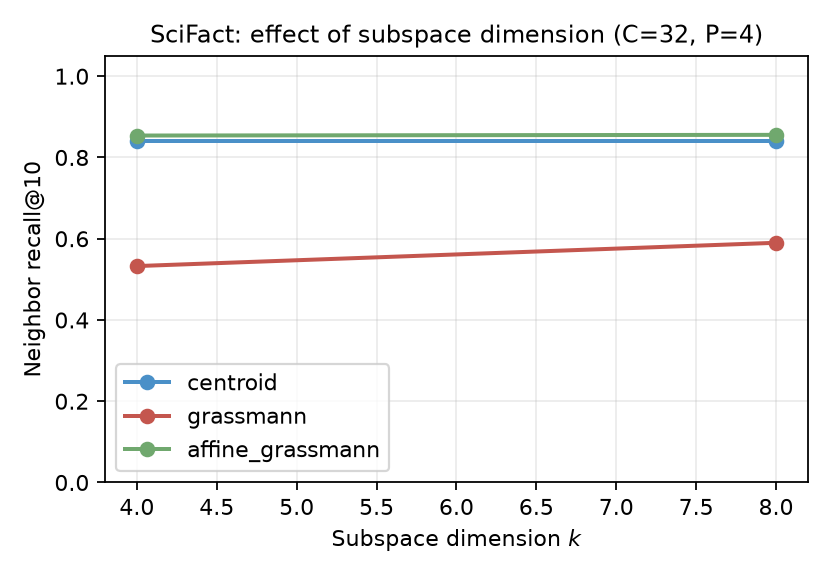 SciFact: effect of subspace dimension (C=32, P=4)
Neighbor recall@10
1.0
0.8
0.6
0.4
0.2
0.0
centroid
grassmann
affine_grassmann
4.0 4.5 5.0 5.5 6.0 6.5 7.0 7.5 8.0
Subspace dimension k